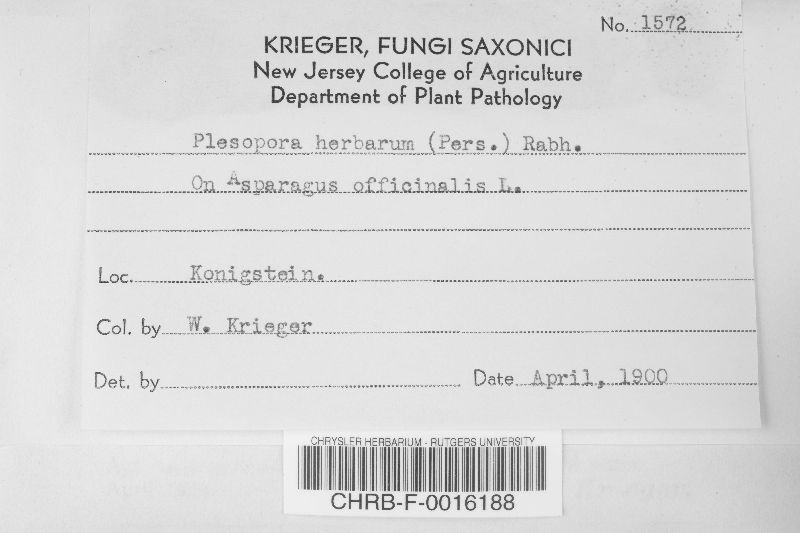 No. 1572
KRIEGER, FUNGI SAXONICI
New Jersey College of Agriculture
Department of Plant Pathology
Plesopora herbarum (Pers.) Rabh.
On Asparagus officinalis L.
Loc. Konigstein.
Col. by W. Krieger
Det. by
Date April, 1900
CHRYSLER HERBARIUM - RUTGERS UNIVERSITY
CHRB-F-0016188